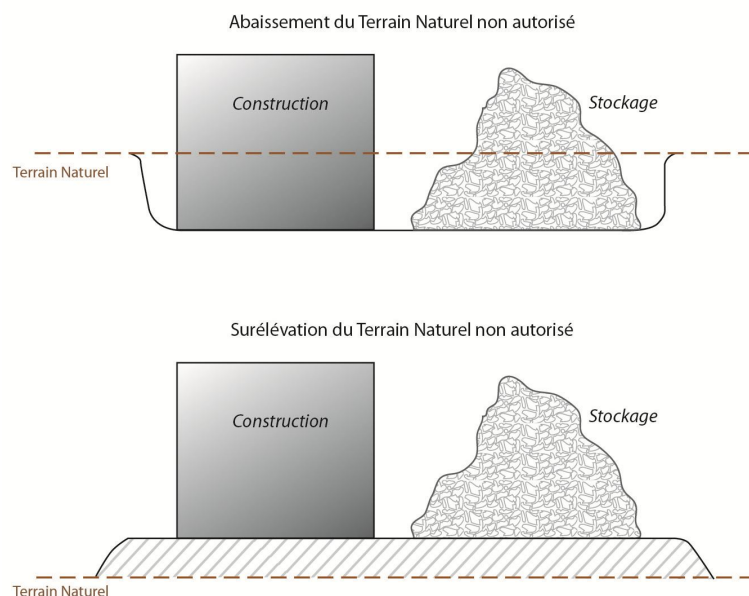 Abaissement du Terrain Naturel non autorisé
Construction
Stockage
Terrain Naturel
Surélévation du Terrain Naturel non autorisé
Construction
Stockage
Terrain Naturel